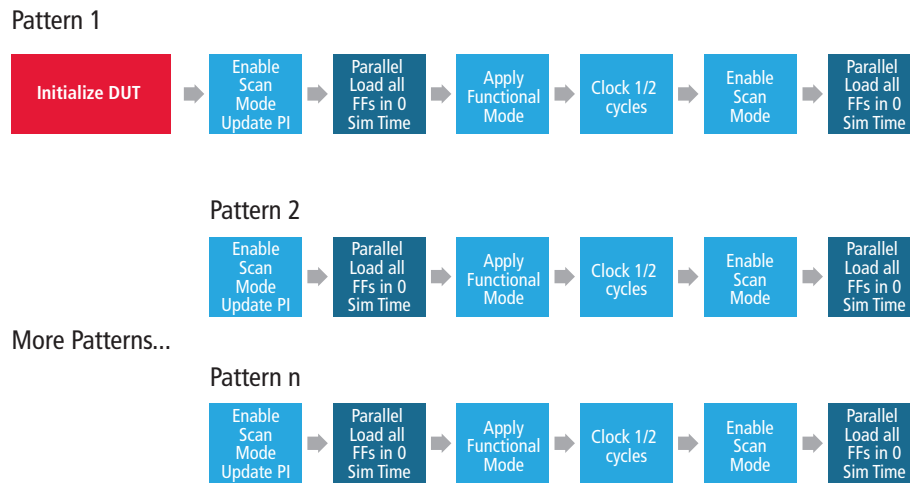 Pattern 1
Initialize DUT
Enable
Scan
Mode
Update PI
Parallel
Load all
FFs in 0
Sim Time
Apply
Functional
Mode
Clock 1/2
cycles
Enable
Scan
Mode
Parallel
Load all
FFs in 0
Sim Time
Pattern 2
Enable
Scan
Mode
Update PI
Parallel
Load all
FFs in 0
Sim Time
Apply
Functional
Mode
Clock 1/2
cycles
Enable
Scan
Mode
Parallel
Load all
FFs in 0
Sim Time
More Patterns...
Pattern n
Enable
Scan
Mode
Update PI
Parallel
Load all
FFs in 0
Sim Time
Apply
Functional
Mode
Clock 1/2
cycles
Enable
Scan
Mode
Parallel
Load all
FFs in 0
Sim Time